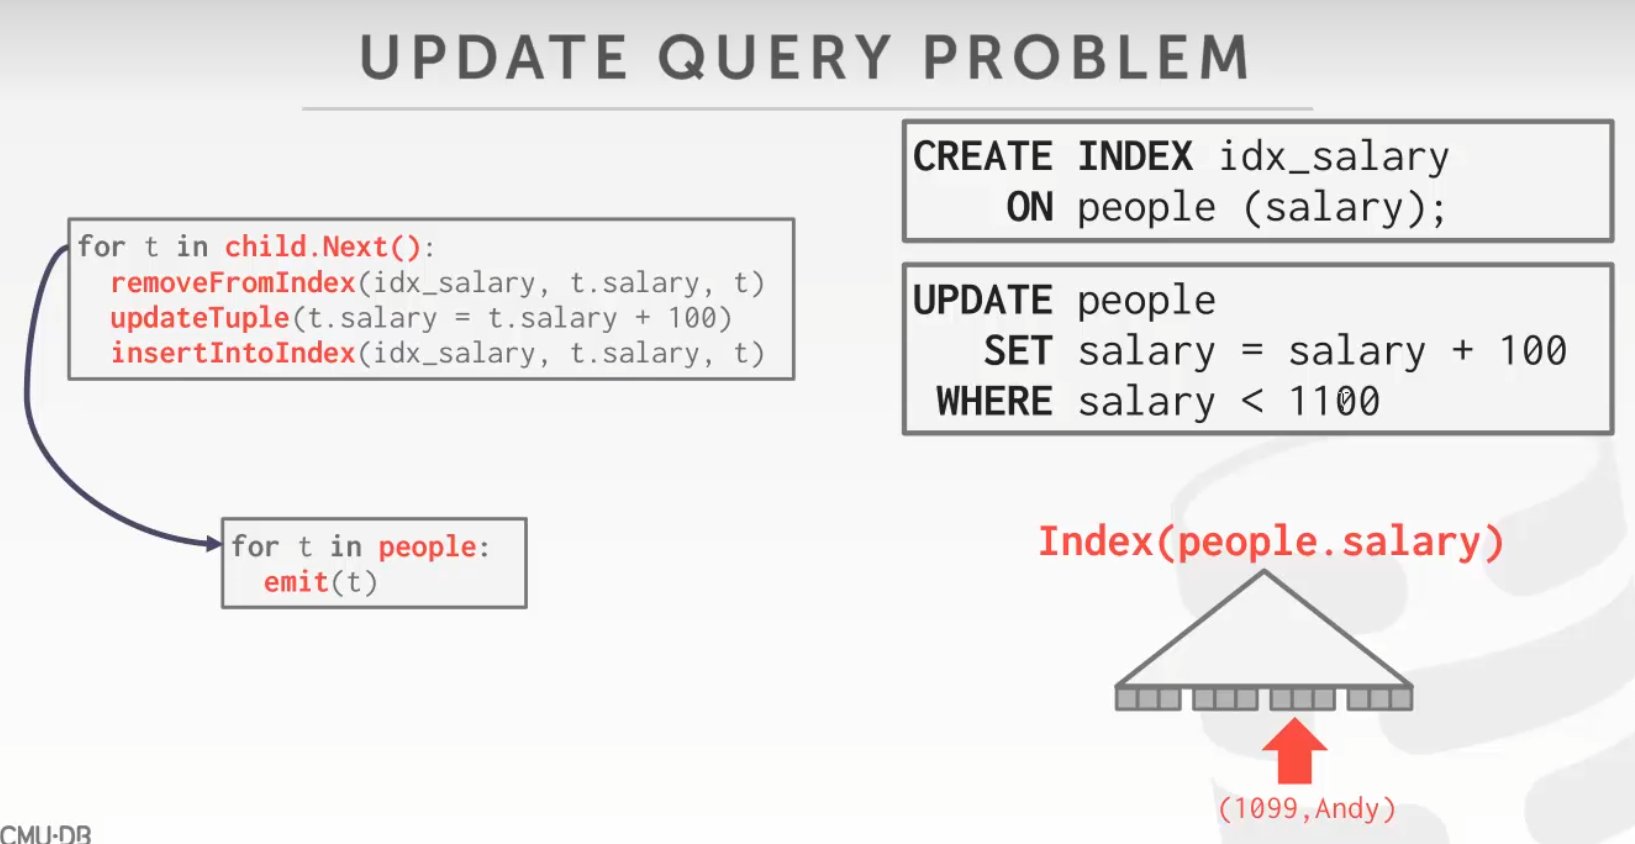 UPDATE QUERY PROBLEM
CREATE INDEX idx_salary
ON people (salary);
for t in child.Next():
removeFromIndex(idx_salary, t.salary, t)
updateTuple(t.salary = t.salary + 100)
insertIntoIndex(idx_salary, t.salary, t)
UPDATE people
SET salary = salary + 100
WHERE salary < 1100
for t in people:
emit(t)
Index(people.salary)
(1099,Andy)
CMU·DB